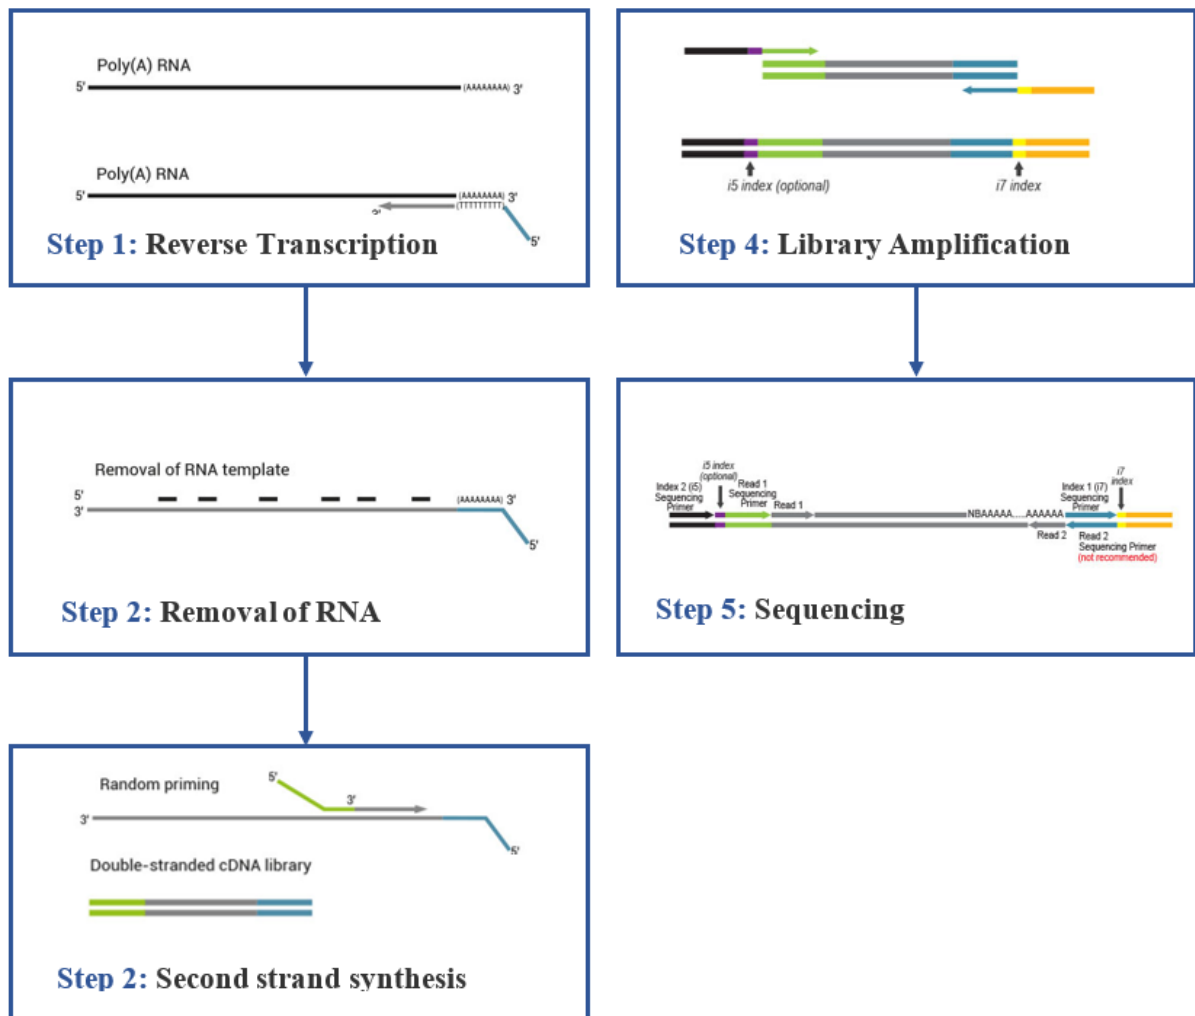 Poly(A) RNA
5' (AAAAAAAA) 3'
Poly(A) RNA
5' (AAAAAAAA) 3'
3' (TTTTTTTTT)
5'
Step 1: Reverse Transcription
Removal of RNA template
5' (AAAAAAAA) 3'
3'
5'
Step 2: Removal of RNA
Random priming
5'
3'
3'
5'
Double-stranded cDNA library
Step 2: Second strand synthesis
i5 index (optional)
i7 index
Step 4: Library Amplification
i5 index
(optional)
i7
index
Index 2 (i5)
Sequencing
Primer
Read 1
Sequencing
Primer
Read 1
NBAAAAA....AAAAAA
Index 1 (i7)
Sequencing
Primer
Read 2
Read 2
Sequencing Primer
(not recommended)
Step 5: Sequencing